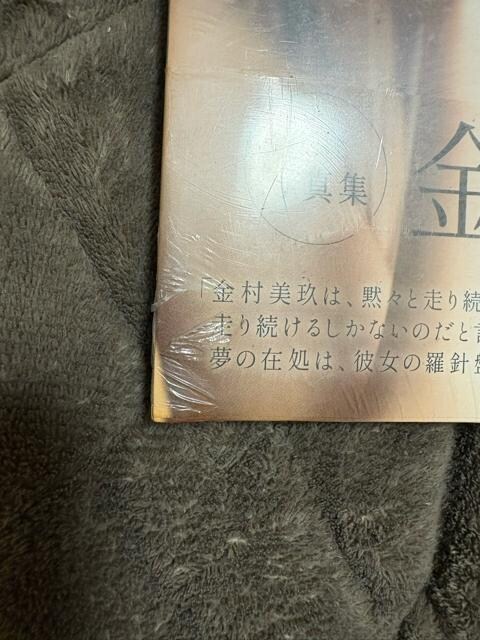 真集
金
「金村美玖は、黙々と走り続
走り続けるしかないのだと言
夢の在処は、彼女の羅針盤